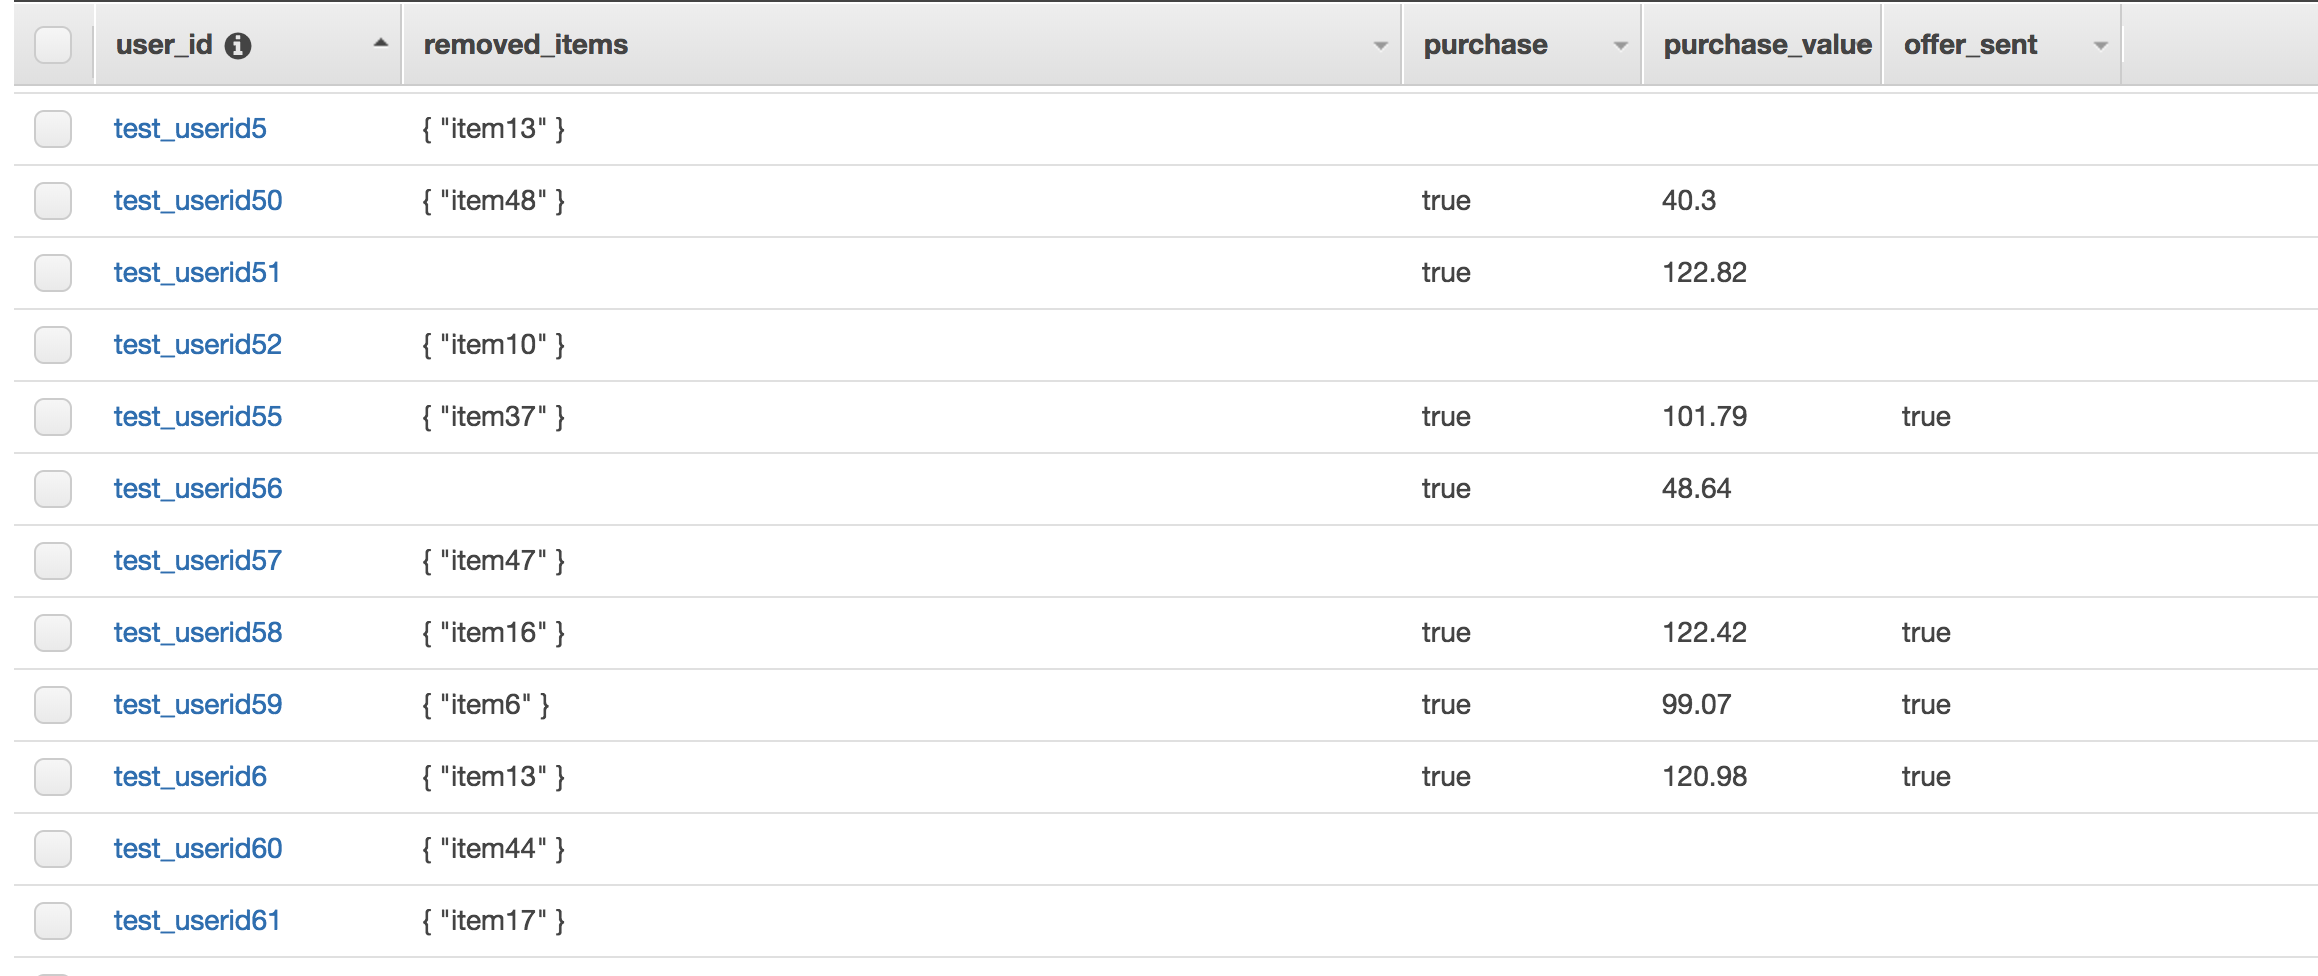 user_id removed_items purchase purchase_value offer_sent
test_userid5 { "item13" }
test_userid50 { "item48" } true 40.3
test_userid51 true 122.82
test_userid52 { "item10" }
test_userid55 { "item37" } true 101.79 true
test_userid56 true 48.64
test_userid57 { "item47" }
test_userid58 { "item16" } true 122.42 true
test_userid59 { "item6" } true 99.07 true
test_userid6 { "item13" } true 120.98 true
test_userid60 { "item44" }
test_userid61 { "item17" }